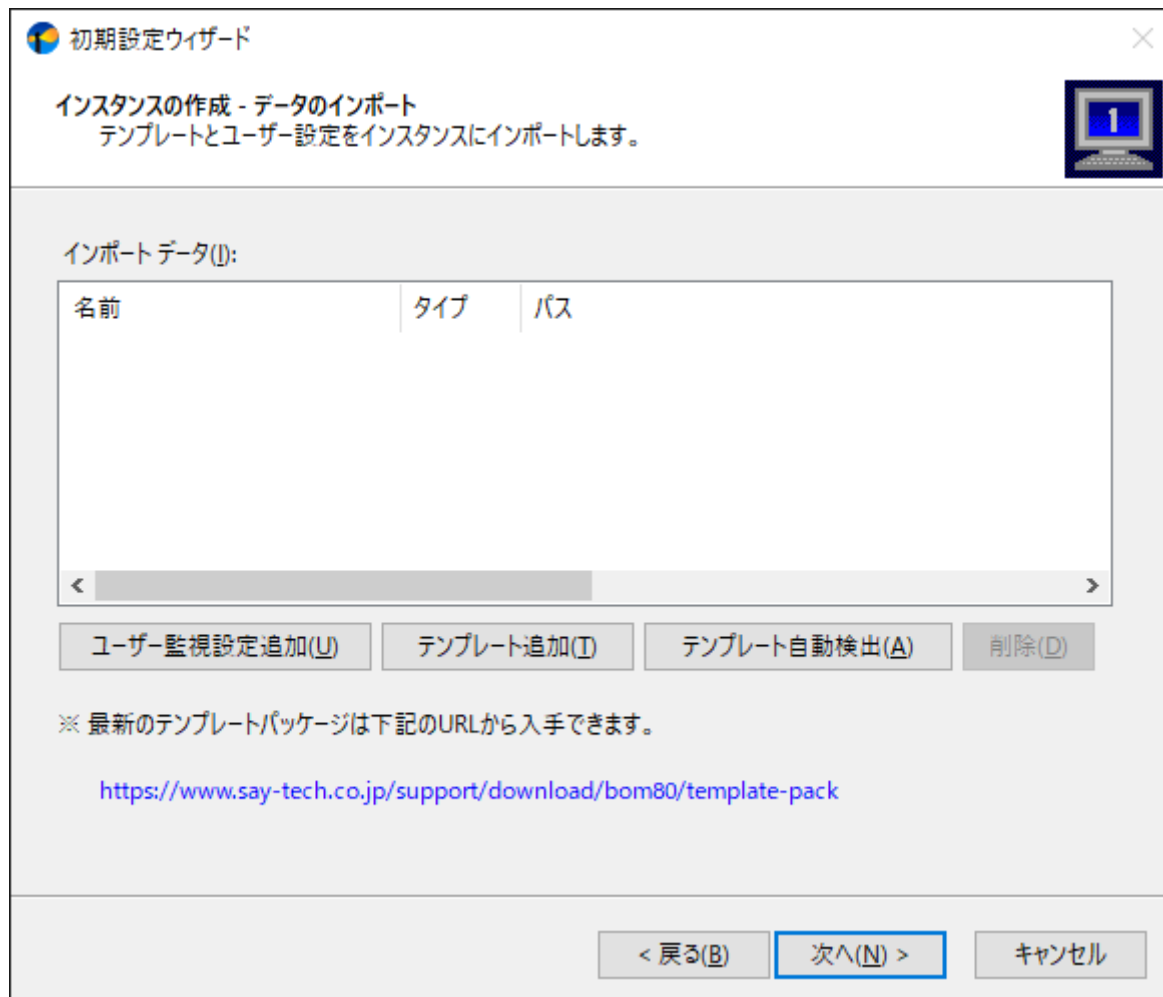 初期設定ウィザード
インスタンスの作成 - データのインポート
テンプレートとユーザー設定をインスタンスにインポートします。
1
インポート データ(I):
名前 タイプ パス
ユーザー監視設定追加(U) テンプレート追加(T) テンプレート自動検出(A) 削除(D)
※ 最新のテンプレートパッケージは下記のURLから入手できます。
https://www.say-tech.co.jp/support/download/bom80/template-pack
< 戻る(B) 次へ(N) > キャンセル